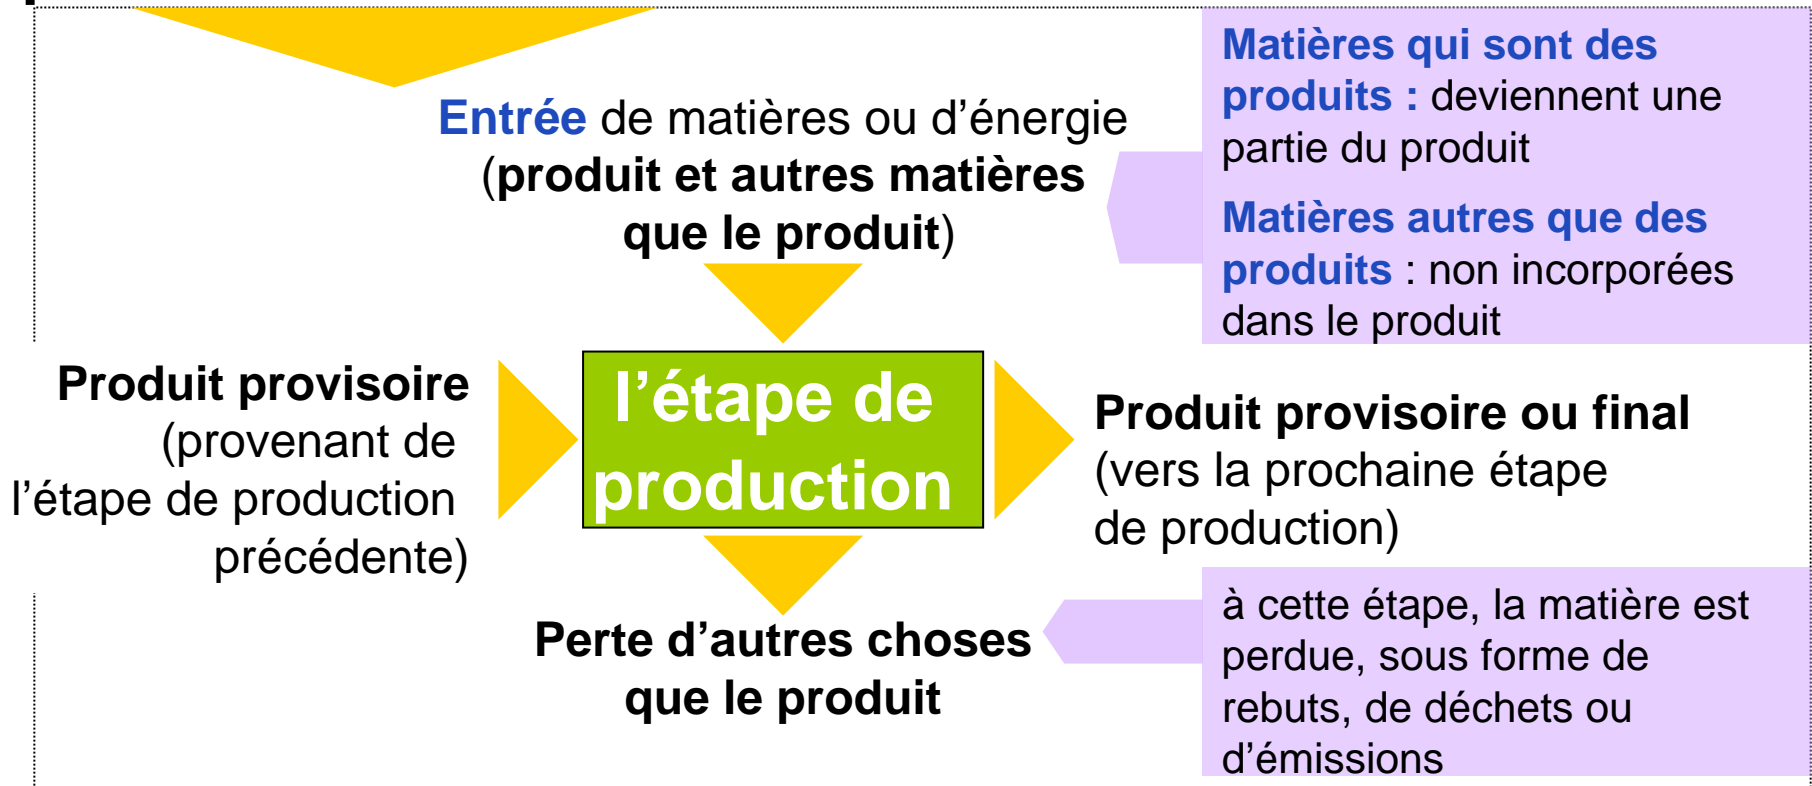 Entrée de matières ou d’énergie
(produit et autres matières
que le produit)
Matières qui sont des
produits : deviennent une
partie du produit
Matières autres que des
produits : non incorporées
dans le produit
Produit provisoire
(provenant de
l’étape de production
précédente)
l’étape de
production
Produit provisoire ou final
(vers la prochaine étape
de production)
Perte d’autres choses
que le produit
à cette étape, la matière est
perdue, sous forme de
rebuts, de déchets ou
d’émissions